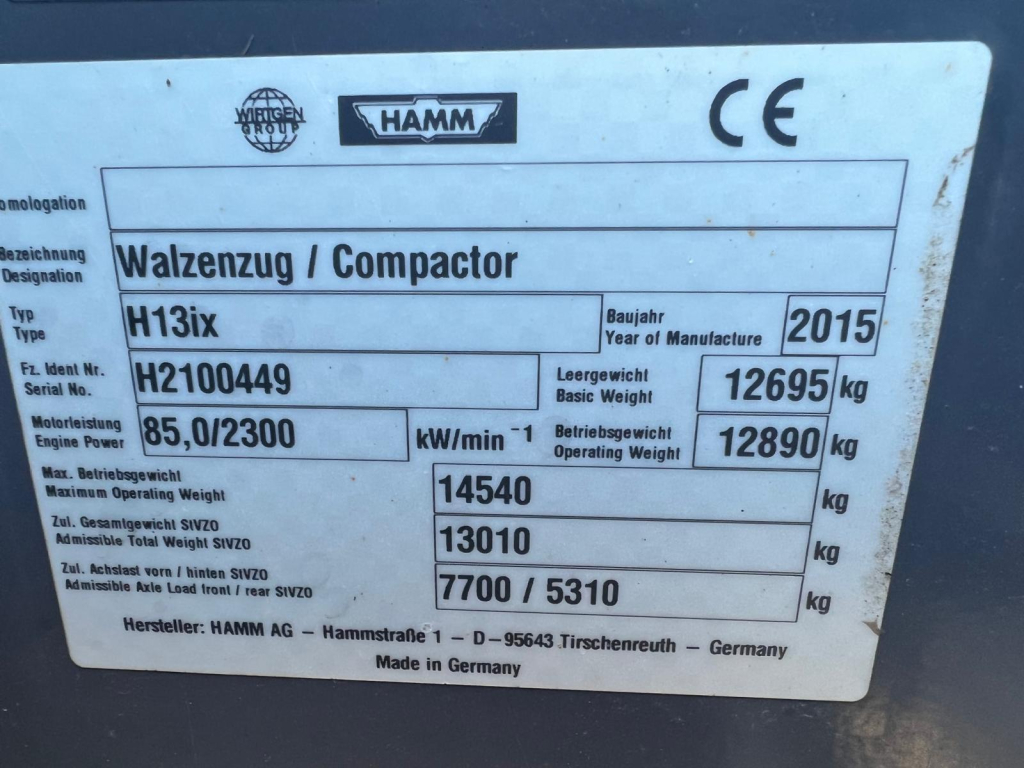 WIRTGEN
GROUP
HAMM
CE
omologation
Bezeichnung
Designation
Walzenzug / Compactor
Typ
Type
H13ix
Baujahr
Year of Manufacture
2015
Fz. Ident Nr.
Serial No.
H2100449
Leergewicht
Basic Weight
12695 kg
Motorleistung
Engine Power
85,0/2300 kW/min⁻¹
Betriebsgewicht
Operating Weight
12890 kg
Max. Betriebsgewicht
Maximum Operating Weight
14540 kg
Zul. Gesamtgewicht StVZO
Admissible Total Weight StVZO
13010 kg
Zul. Achslast vorn / hinten StVZO
Admissible Axle Load front / rear StVZO
7700 / 5310 kg
Hersteller: HAMM AG – Hammstraße 1 – D–95643 Tirschenreuth – Germany
Made in Germany